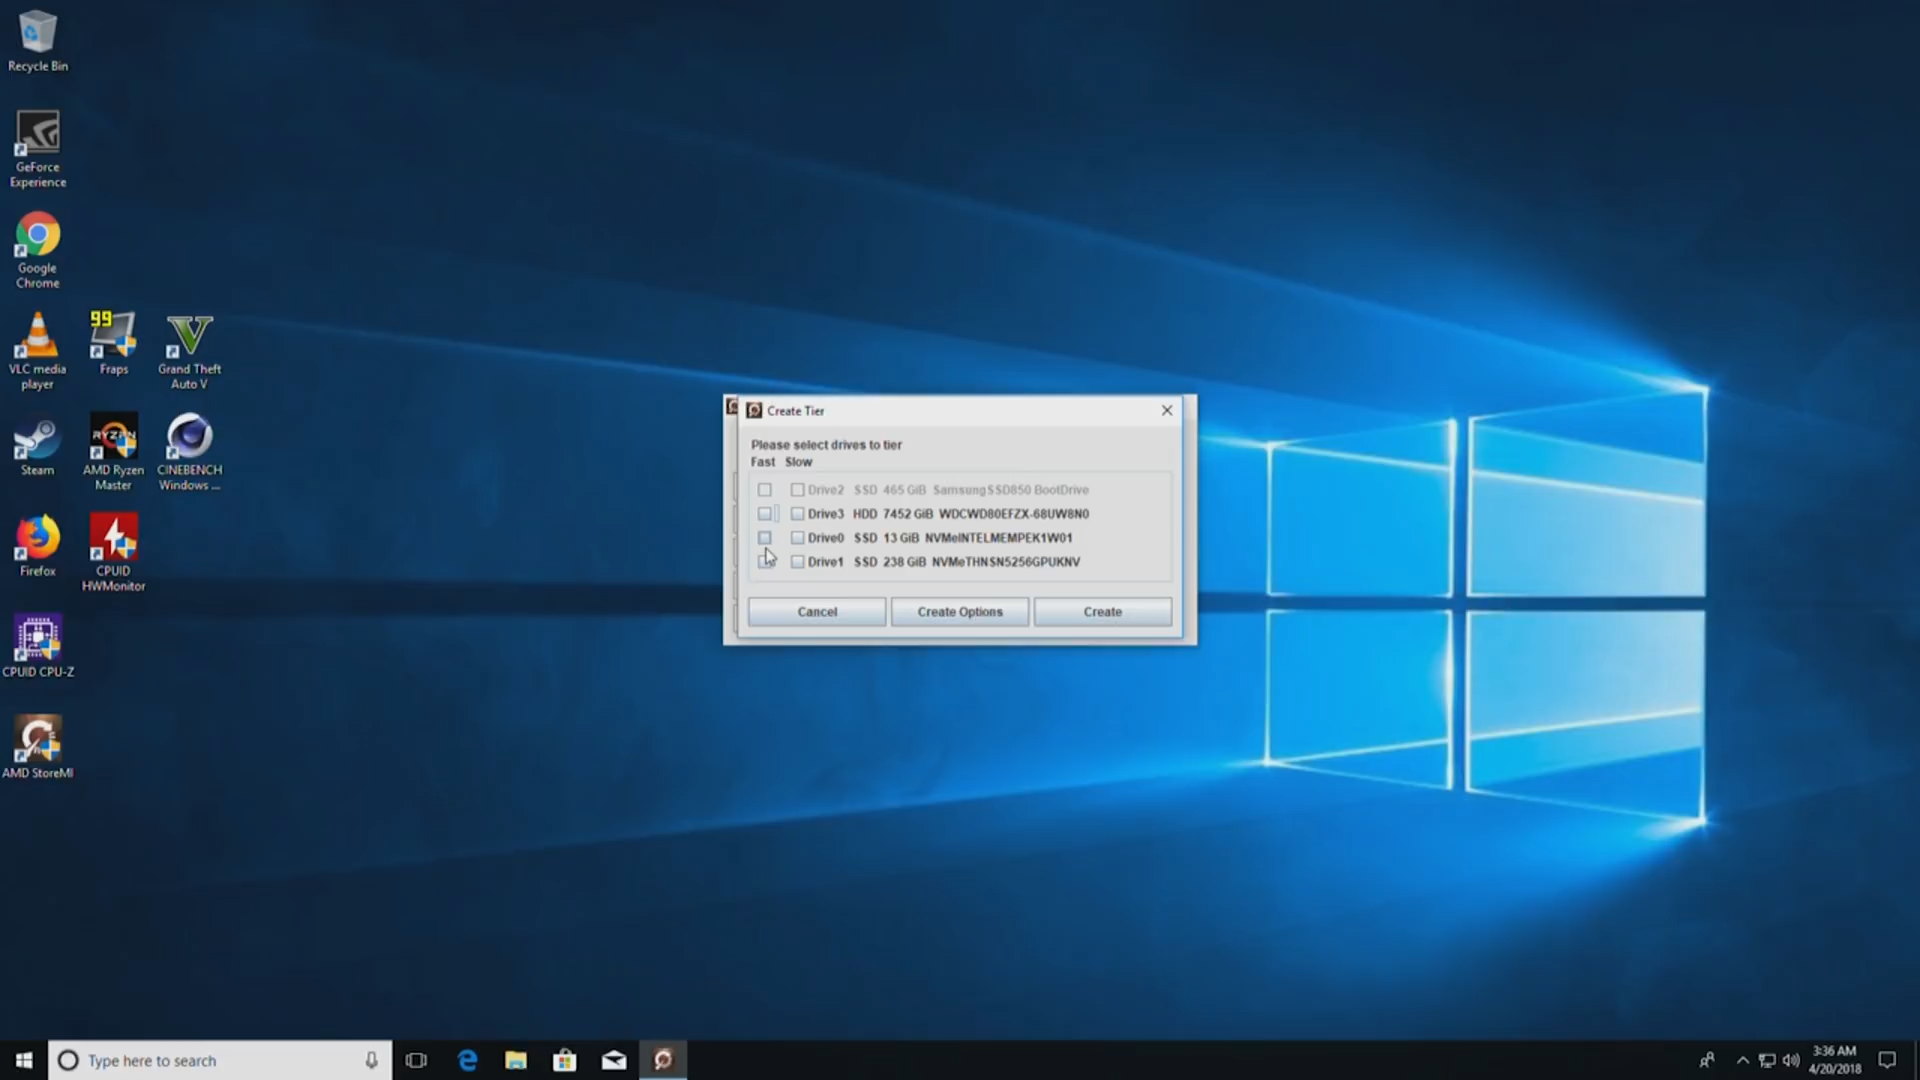 Recycle Bin
GeForce
Experience
Google
Chrome
VLC media
player
99
Fraps
Grand Theft
Auto V
Steam
RYZEN
AMD Ryzen
Master
CINEBENCH
Windows ...
Firefox
CPUID
HWMonitor
CPUID CPU-Z
AMD StoreMI
Create Tier
Please select drives to tier
Fast Slow
Drive2 SSD 465 GiB SamsungSSD850 BootDrive
Drive3 HDD 7452 GiB WDCWD80EFZX-68UW8N0
Drive0 SSD 13 GiB NVMeINTELMEMPEK1W01
Drive1 SSD 238 GiB NVMeTHNSN5256GPUKNV
Cancel Create Options Create
Type here to search
3:36 AM
4/20/2018